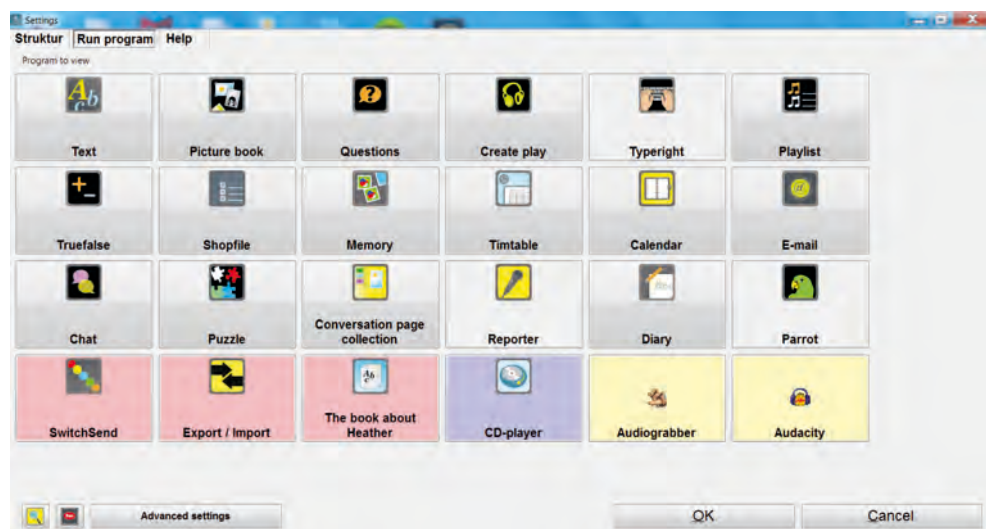 Settings
Struktur Run program Help
Program to view
Text Picture book Questions Create play Typeright Playlist
Truefalse Shopfile Memory Timtable Calendar E-mail
Chat Puzzle Conversation page collection Reporter Diary Parrot
SwitchSend Export / Import The book about Heather CD-player Audiograbber Audacity
Advanced settings OK Cancel